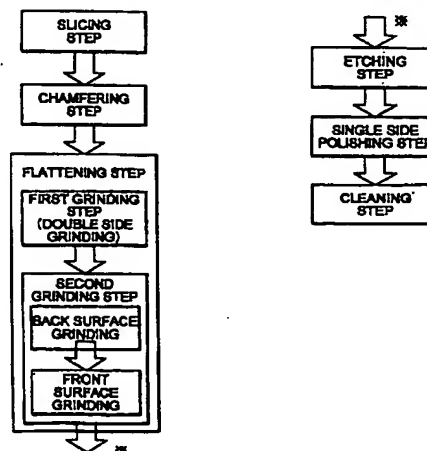 SLICING
STEP
CHAMFERING
STEP
FLATTENING STEP
FIRST GRINDING
STEP
(DOUBLE SIDE
GRINDING)
SECOND
GRINDING STEP
BACK SURFACE
GRINDING
FRONT
SURFACE
GRINDING
※
※
ETCHING
STEP
SINGLE SIDE
POLISHING STEP
CLEANING
STEP